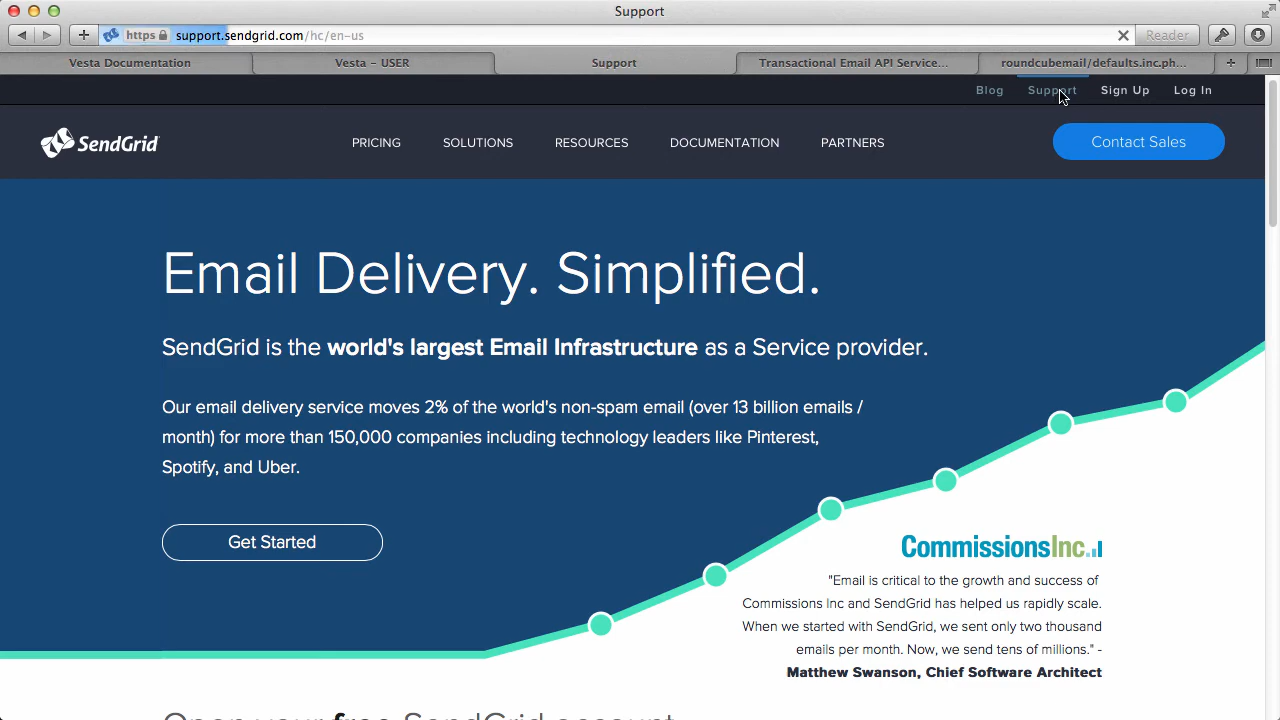 Support
https support.sendgrid.com/hc/en-us
Reader
Vesta Documentation
Vesta – USER
Support
Transactional Email API Service...
roundcubemail/defaults.inc.ph...
Blog Support Sign Up Log In
SendGrid
PRICING SOLUTIONS RESOURCES DOCUMENTATION PARTNERS
Contact Sales
Email Delivery. Simplified.
SendGrid is the world's largest Email Infrastructure as a Service provider.
Our email delivery service moves 2% of the world's non-spam email (over 13 billion emails /
month) for more than 150,000 companies including technology leaders like Pinterest,
Spotify, and Uber.
Get Started
CommissionsInc
"Email is critical to the growth and success of
Commissions Inc and SendGrid has helped us rapidly scale.
When we started with SendGrid, we sent only two thousand
emails per month. Now, we send tens of millions." -
Matthew Swanson, Chief Software Architect
Open your free SendGrid account